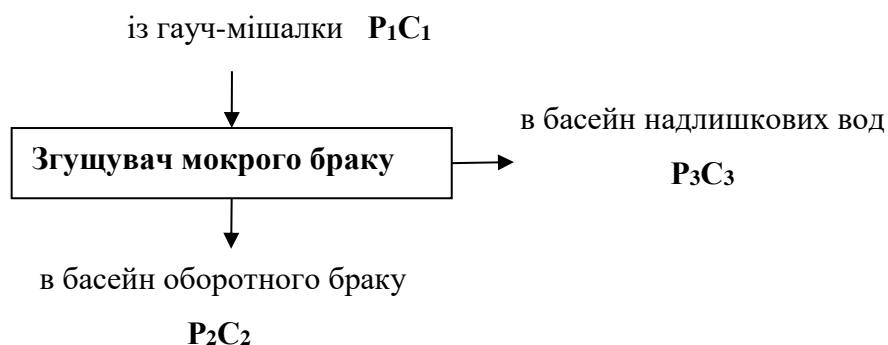 із гауч-мішалки P₁C₁
в басейн надлишкових вод
Згущувач мокрого браку
P₃C₃
в басейн оборотного браку
P₂C₂